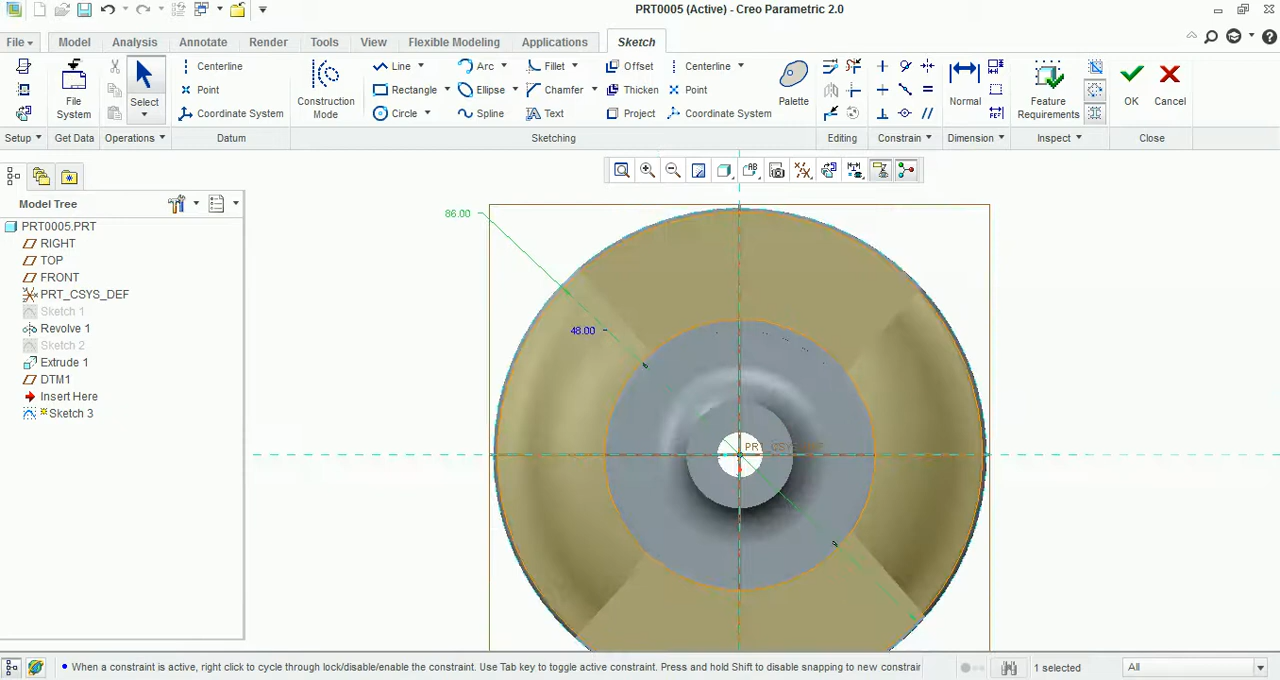 PRT0005 (Active) - Creo Parametric 2.0
File Model Analysis Annotate Render Tools View Flexible Modeling Applications Sketch
Centerline Line Arc Fillet Offset Centerline
Point Rectangle Ellipse Chamfer Thicken Point
File System Select Coordinate System Construction Mode Circle Spline Text Project Coordinate System Palette Normal Feature Requirements OK Cancel
Setup Get Data Operations Datum Sketching Editing Constrain Dimension Inspect Close
Model Tree
PRT0005.PRT
RIGHT
TOP
FRONT
PRT_CSYS_DEF
Sketch 1
Revolve 1
Sketch 2
Extrude 1
DTM1
Insert Here
Sketch 3
86.00
48.00
When a constraint is active, right click to cycle through lock/disable/enable the constraint. Use Tab key to toggle active constraint. Press and hold Shift to disable snapping to new constrair
1 selected
All